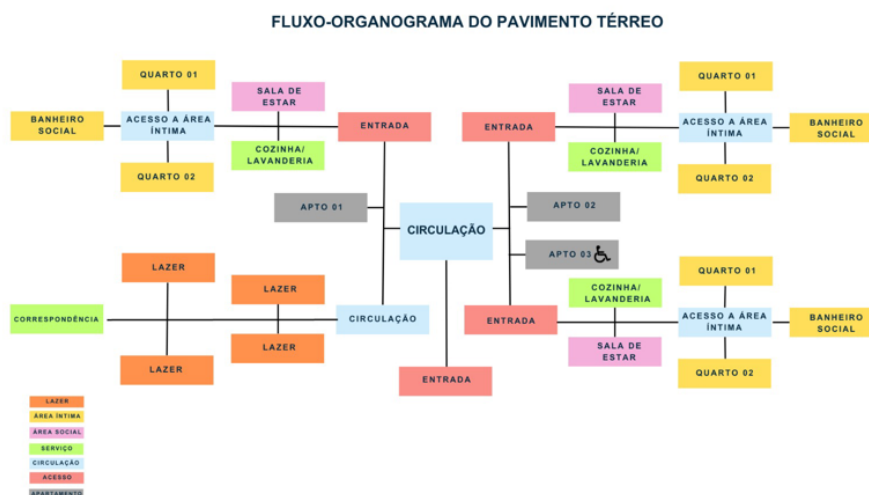 FLUXO-ORGANOGRAMA DO PAVIMENTO TÉRREO
QUARTO 01
SALA DE
ESTAR
BANHEIRO
SOCIAL
ACESSO A ÁREA
ÍNTIMA
ENTRADA
COZINHA/
LAVANDERIA
QUARTO 02
APTO 01
QUARTO 01
SALA DE
ESTAR
ENTRADA
ACESSO A ÁREA
ÍNTIMA
BANHEIRO
SOCIAL
COZINHA/
LAVANDERIA
QUARTO 02
APTO 02
CIRCULAÇÃO
APTO 03
LAZER
LAZER
CORRESPONDÊNCIA
CIRCULAÇÃO
LAZER
LAZER
ENTRADA
QUARTO 01
COZINHA/
LAVANDERIA
ENTRADA
ACESSO A ÁREA
ÍNTIMA
BANHEIRO
SOCIAL
SALA DE
ESTAR
QUARTO 02
LAZER
ÁREA ÍNTIMA
ÁREA SOCIAL
SERVIÇO
CIRCULAÇÃO
ACESSO
APARTAMENTO